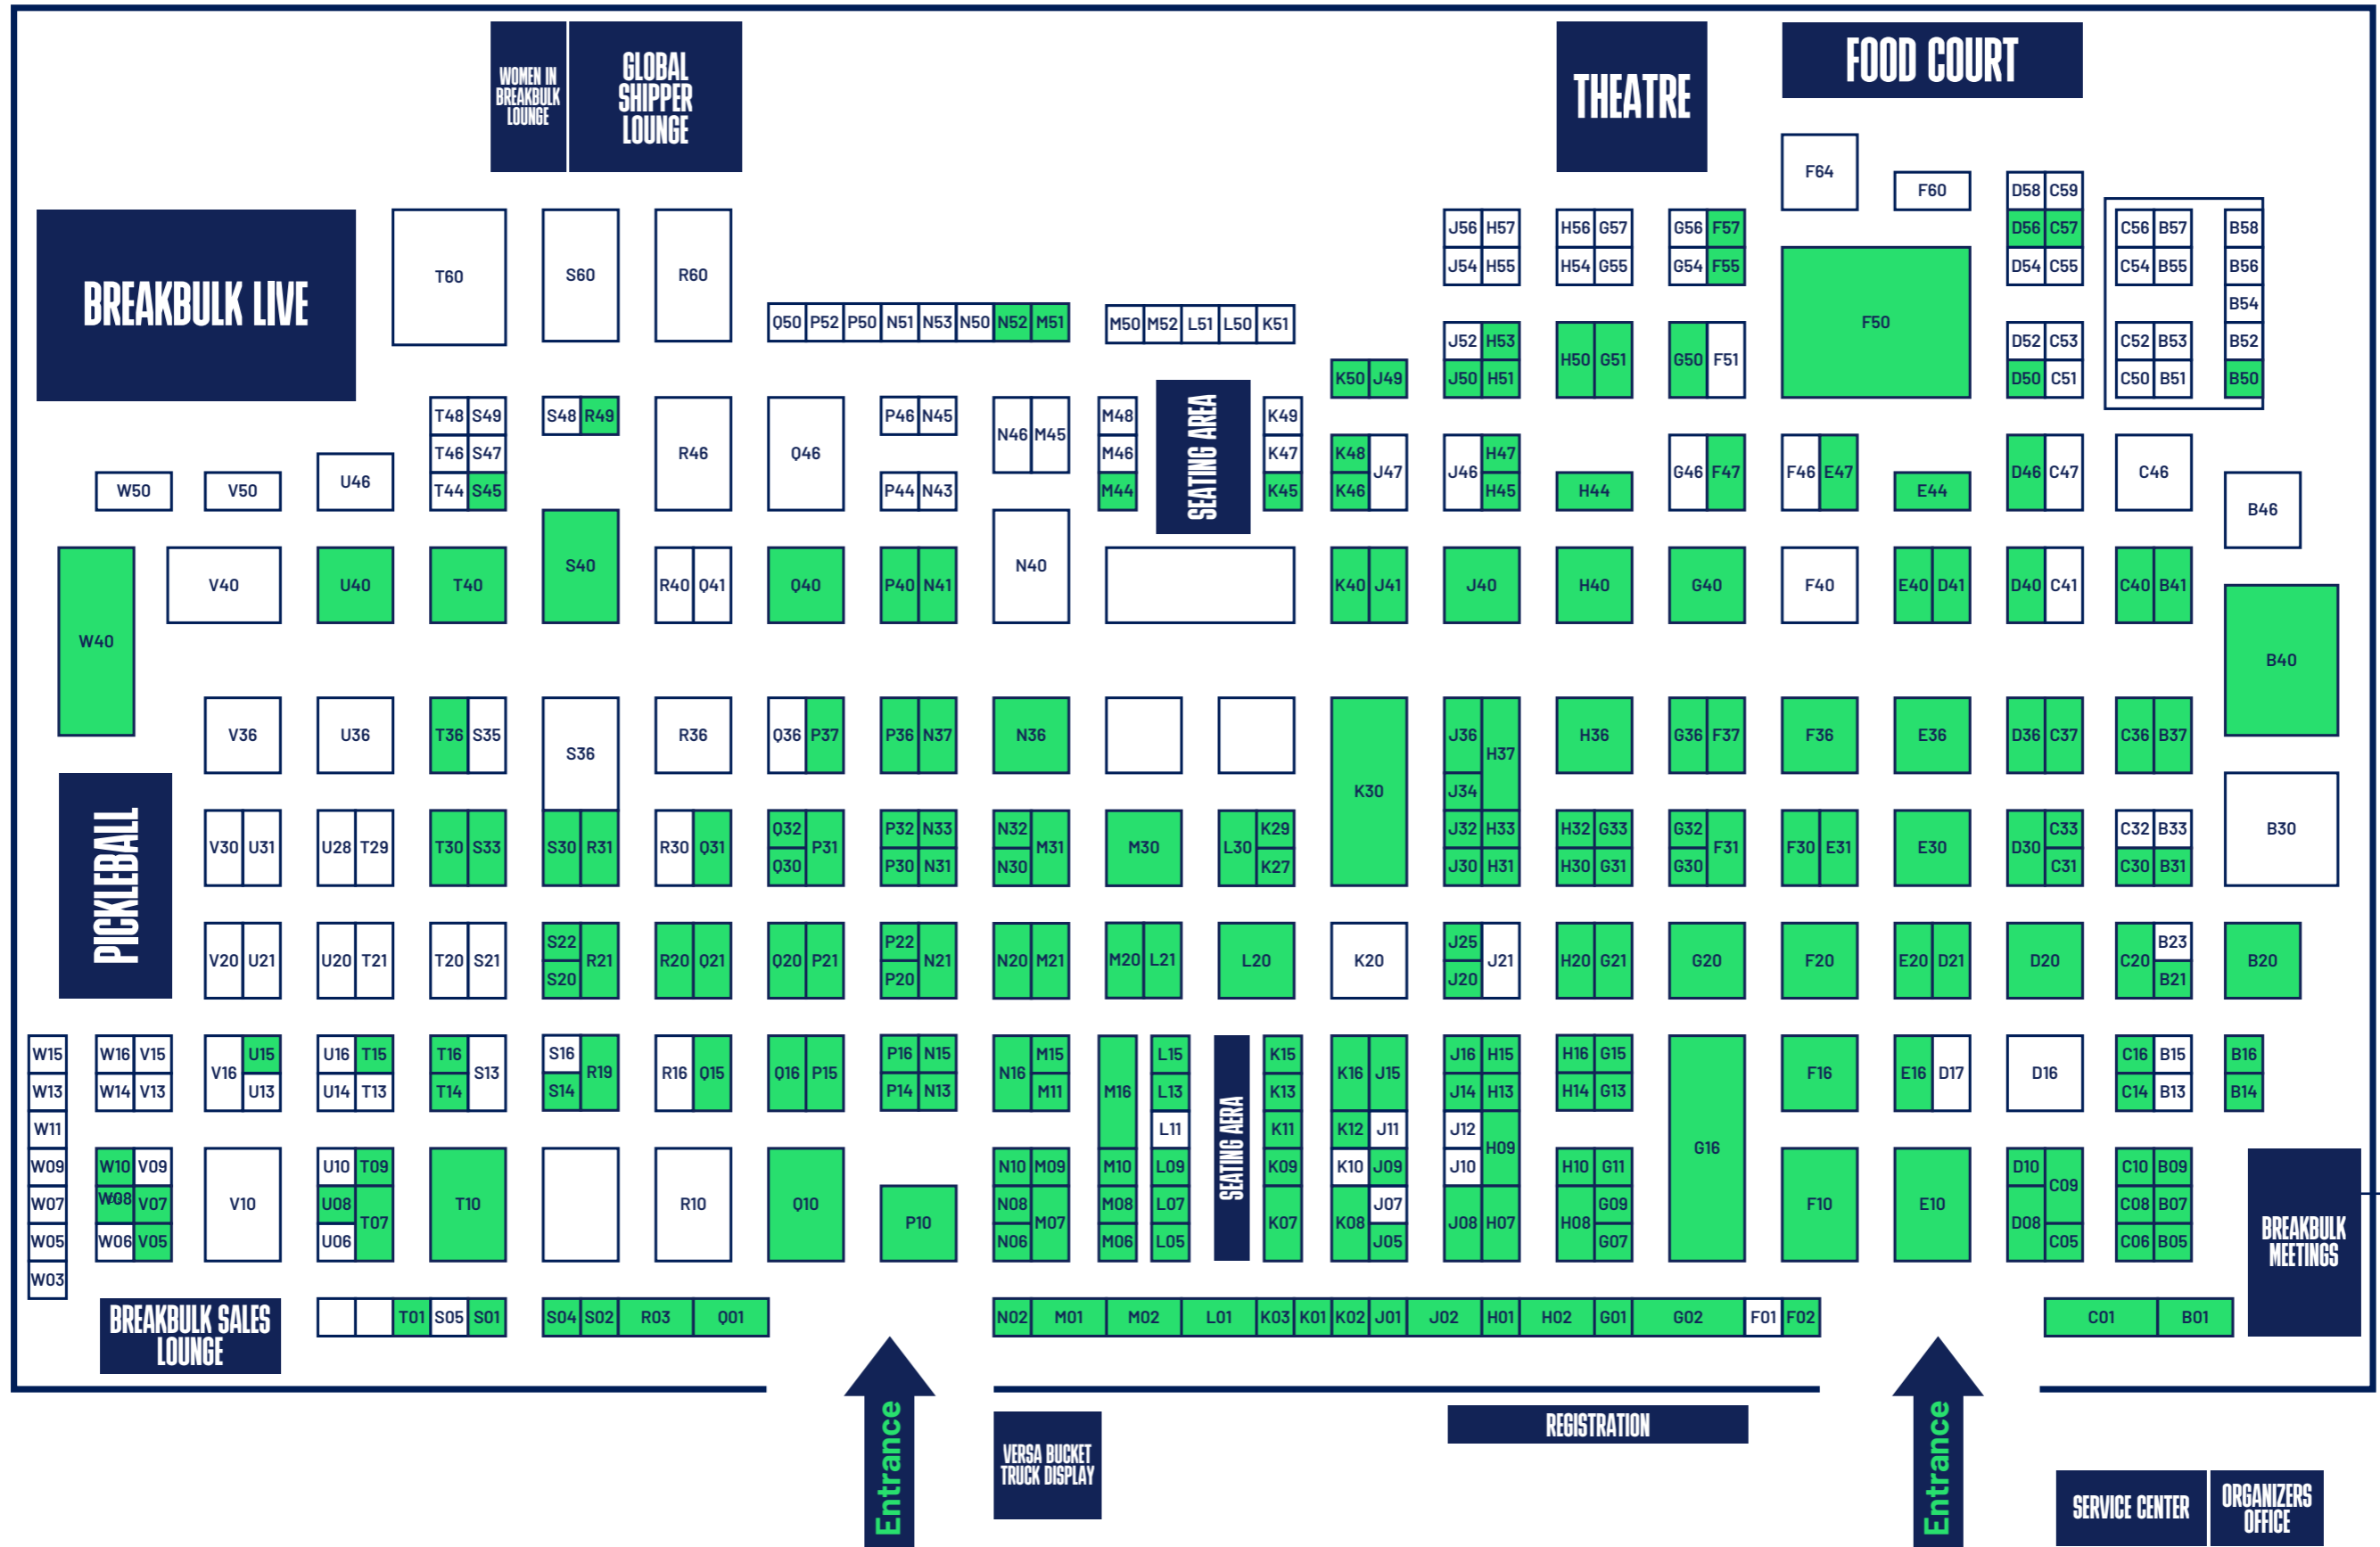 WOMEN IN
BREAKBULK
LOUNGE
GLOBAL
SHIPPER
LOUNGE
THEATRE
FOOD COURT
F64
F60
D58 C59
BREAKBULK LIVE
T60
S60
R60
J56 H57
H56 G57
G56 F57
D56 C57
C56 B57
B58
J54 H55
H54 G55
G54 F55
D54 C55
C54 B55
B56
F50
B54
Q50 P52 P50 N51 N53 N50 N52 M51
M50 M52 L51 L50 K51
J52 H53
H50 G51
G50 F51
D52 C53
C52 B53
B52
K50 J49
J50 H51
D50 C51
C50 B51
B50
T48 S49
S48 R49
R46
Q46
P46 N45
N46 M45
M48
SEATING AREA
K49
T46 S47
M46
K47
K48
J47
J46
H47
G46 F47
F46 E47
D46 C47
C46
W50
V50
U46
T44 S45
P44 N43
M44
K45
K46
H45
H44
E44
B46
W40
V40
U40
T40
S40
R40 Q41
Q40
P40 N41
N40
K40 J41
J40
H40
G40
F40
E40 D41
D40 C41
C40 B41
B40
V36
U36
T36 S35
S36
R36
Q36 P37
P36 N37
N36
K30
J36
H37
H36
G36 F37
F36
E36
D36 C37
C36 B37
J34
PICKLEBALL
V30 U31
U28 T29
T30 S33
S30 R31
R30 Q31
Q32
P31
P32 N33
N32
M31
M30
L30
K29
J32 H33
H32 G33
G32
F31
F30 E31
E30
D30
C33
C32 B33
B30
Q30
P30 N31
N30
K27
J30 H31
H30 G31
G30
C31
C30 B31
V20 U21
U20 T21
T20 S21
S22
R21
R20 Q21
Q20 P21
P22
N21
N20 M21
M20 L21
L20
K20
J25
J21
H20 G21
G20
F20
E20 D21
D20
C20
B23
B20
S20
P20
J20
B21
W15
W16 V15
V16
U15
U16 T15
T16
S13
S16
R19
R16 Q15
Q16 P15
P16 N15
N16
M15
M16
L15
SEATING AERA
K15
K16 J15
J16 H15
H16 G15
G16
F16
E16 D17
D16
C16 B15
B16
W13
W14 V13
U13
U14 T13
T14
S14
P14 N13
M11
L13
K13
J14 H13
H14 G13
C14 B13
B14
W11
L11
K11
K12 J11
J12
H09
W09
W10 V09
V10
U10 T09
T10
R10
Q10
N10 M09
M10
L09
K09
K10 J09
J10
H10 G11
F10
E10
D10
C09
C10 B09
W07
W08 V07
U08
T07
P10
N08
M07
M08
L07
K07
K08
J07
J08 H07
H08
G09
D08
C08 B07
W05
W06 V05
U06
N06
M06
L05
J05
G07
C05
C06 B05
BREAKBULK
MEETINGS
W03
BREAKBULK SALES
LOUNGE
T01 S05 S01
S04 S02 R03 Q01
N02 M01 M02 L01 K03 K01 K02 J01 J02 H01 H02 G01 G02 F01 F02
C01 B01
Entrance
VERSA BUCKET
TRUCK DISPLAY
REGISTRATION
Entrance
SERVICE CENTER
ORGANIZERS
OFFICE